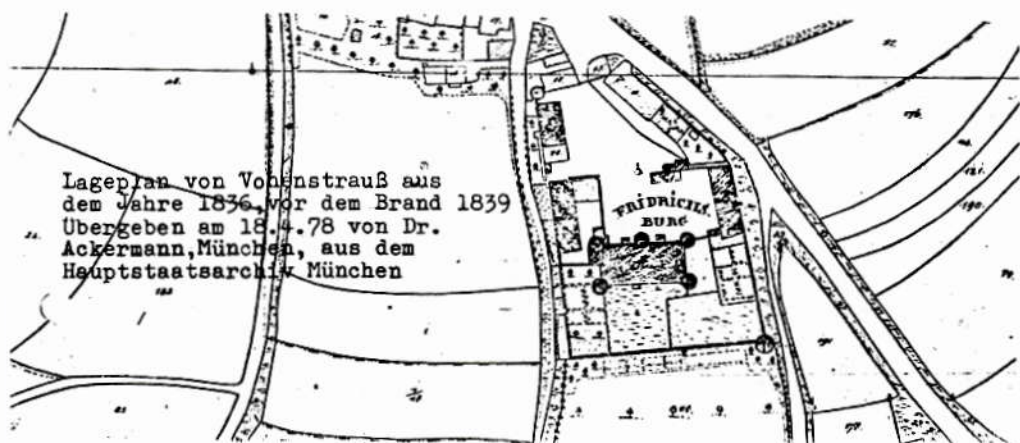 Lageplan von Vohenstrauß aus
dem Jahre 1836,vor dem Brand 1839
Übergeben am 18.4.78 von Dr.
Ackermann,München, aus dem
Hauptstaatsarchiv München
FRIDRICHS.
BURG